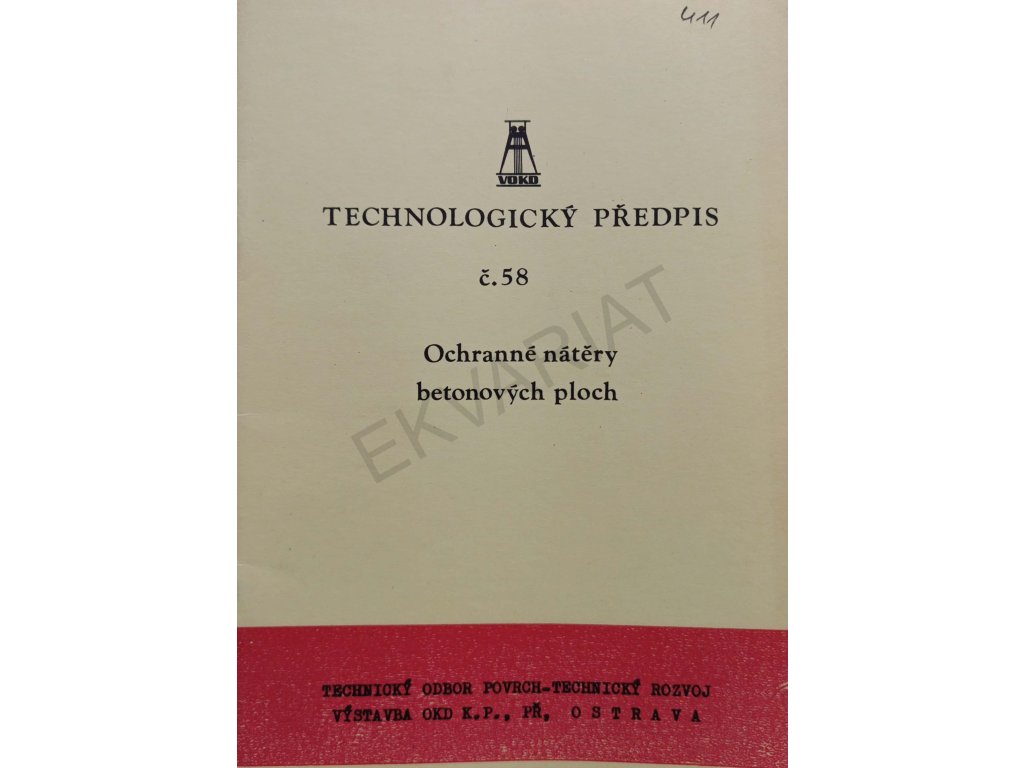 411
VOKD
TECHNOLOGICKÝ PŘEDPIS
č.58
EKVARIAT
Ochranné nátěry
betonových ploch
TECHNICKÝ ODBOR POVRCH-TECHNICKÝ ROZVOJ
VÝSTAVBA OKD K.P., PŘ, OSTRAVA